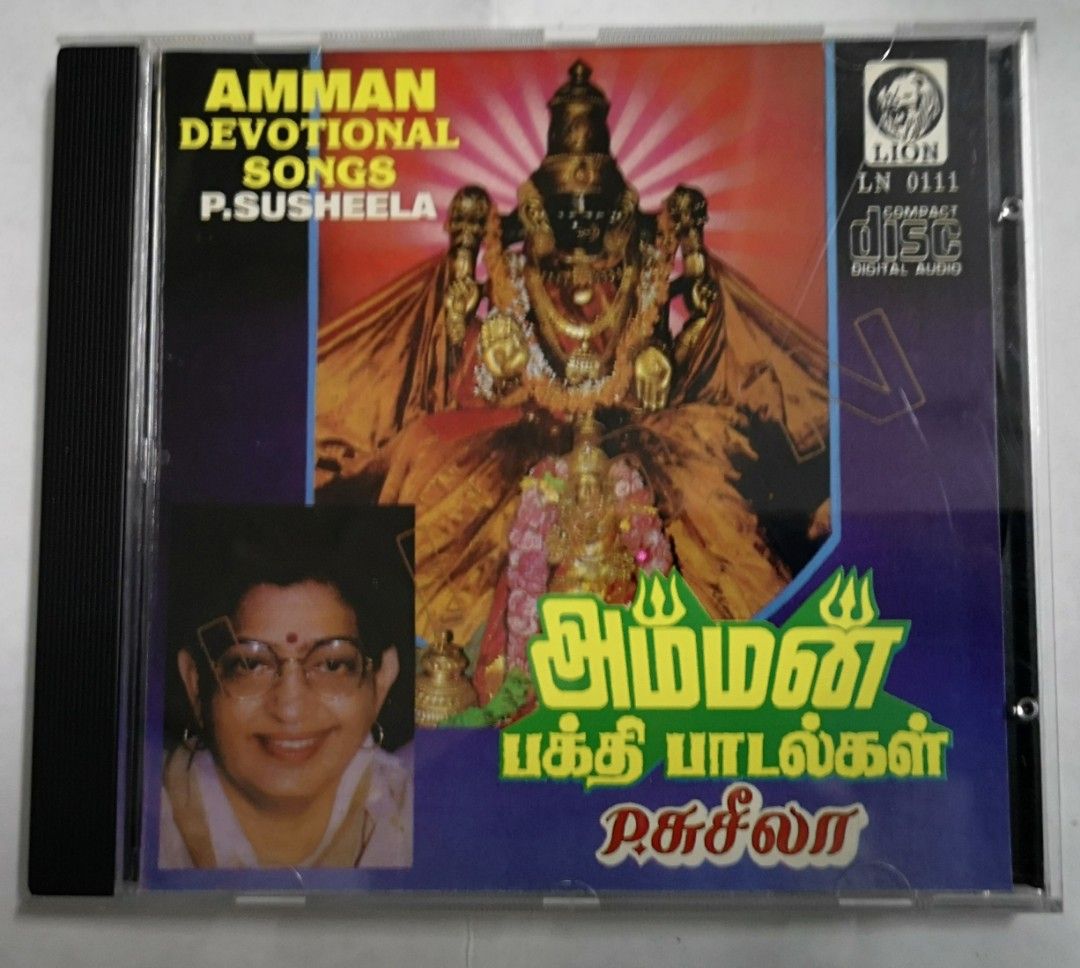 AMMAN
DEVOTIONAL
SONGS
P.SUSHEELA
LION
LN 0111
COMPACT
disc
DIGITAL AUDIO
அம்மன்
பக்தி பாடல்கள்
P.சுசீலா